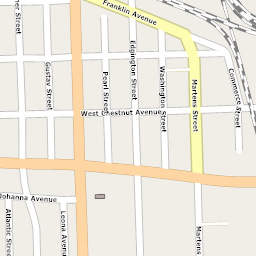 Franklin Avenue
Edgington Street
Gustav Street
Pearl Street
Washington Street
Martens Street
Commerce Street
West Chestnut Avenue
Johanna Avenue
Atlantic Street
Leona Avenue
Martens
Street